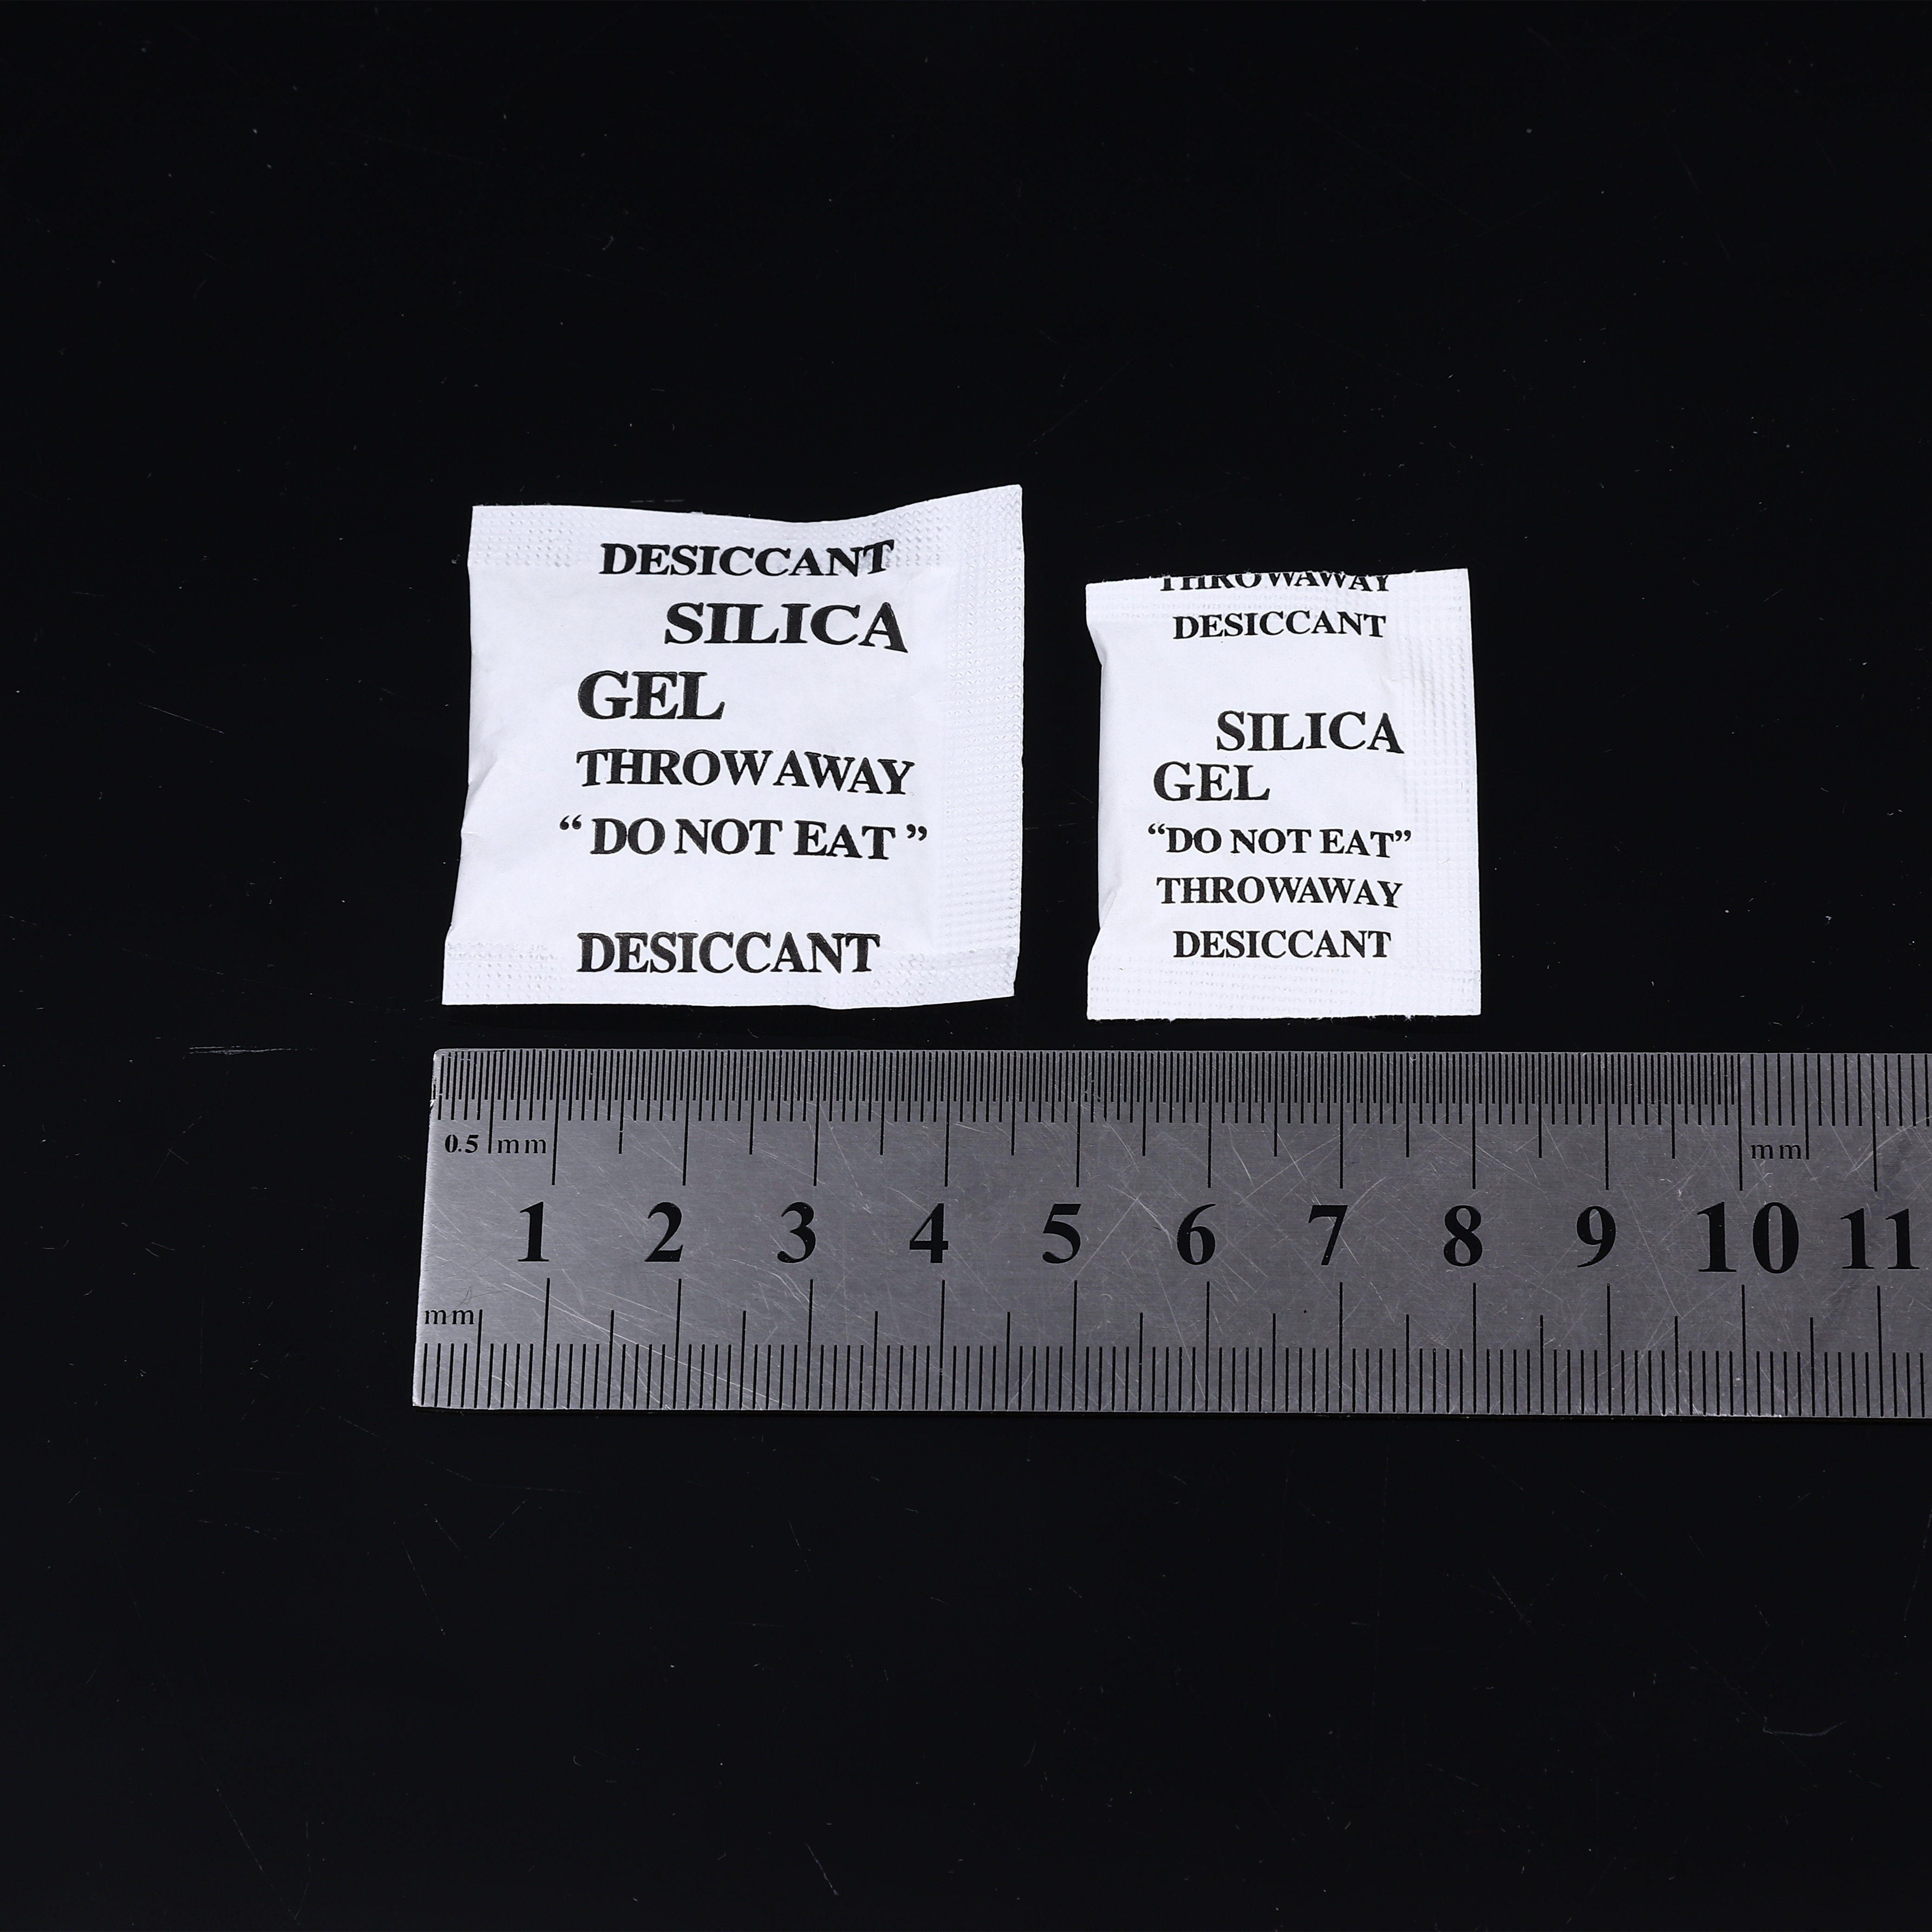 DESICCANT
SILICA
GEL
THROWAWAY
“ DO NOT EAT ”
DESICCANT
THROWAWAY
DESICCANT
SILICA
GEL
“DO NOT EAT”
THROWAWAY
DESICCANT
0.5 mm mm
1 2 3 4 5 6 7 8 9 10 11
mm